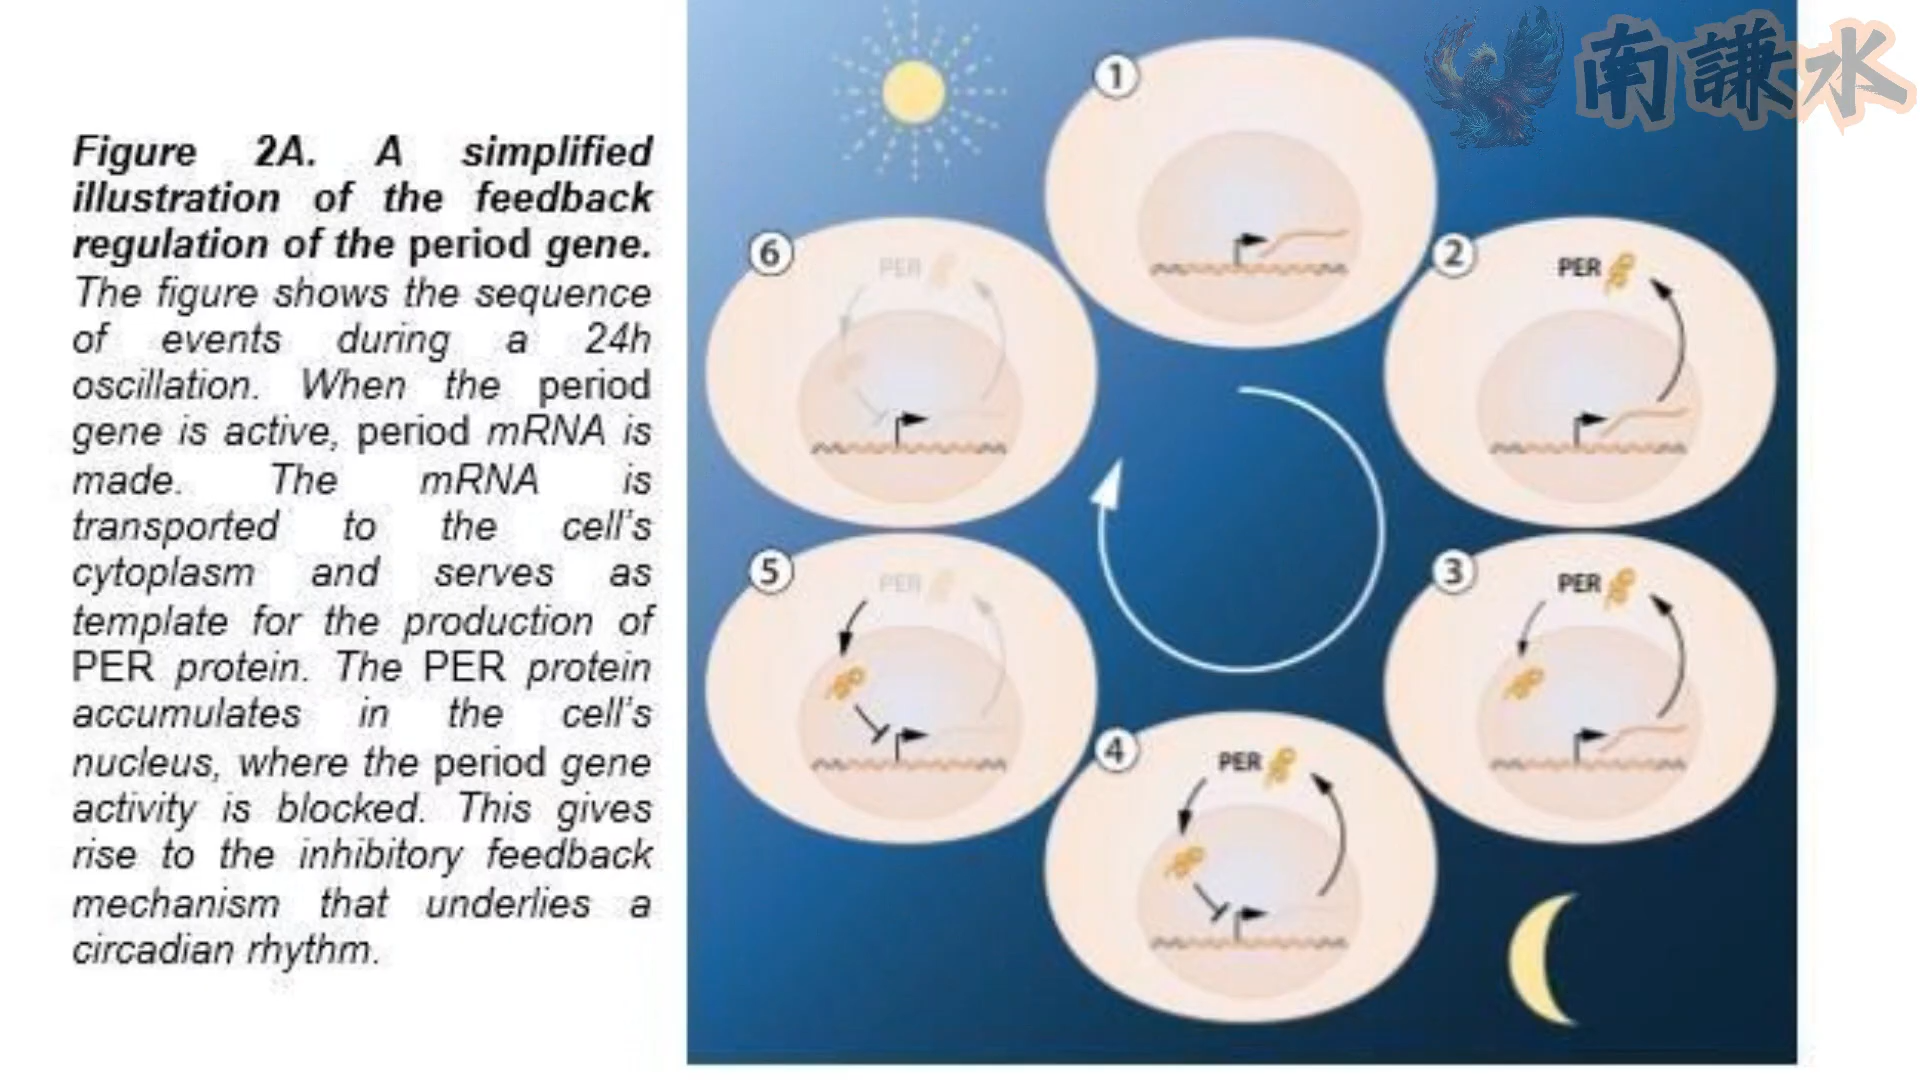 Figure 2A. A simplified
illustration of the feedback
regulation of the period gene.
The figure shows the sequence
of events during a 24h
oscillation. When the period
gene is active, period mRNA is
made. The mRNA is
transported to the cell's
cytoplasm and serves as
template for the production of
PER protein. The PER protein
accumulates in the cell's
nucleus, where the period gene
activity is blocked. This gives
rise to the inhibitory feedback
mechanism that underlies a
circadian rhythm.
南謙水
1
2
PER
3
PER
4
PER
5
PER
6
PER